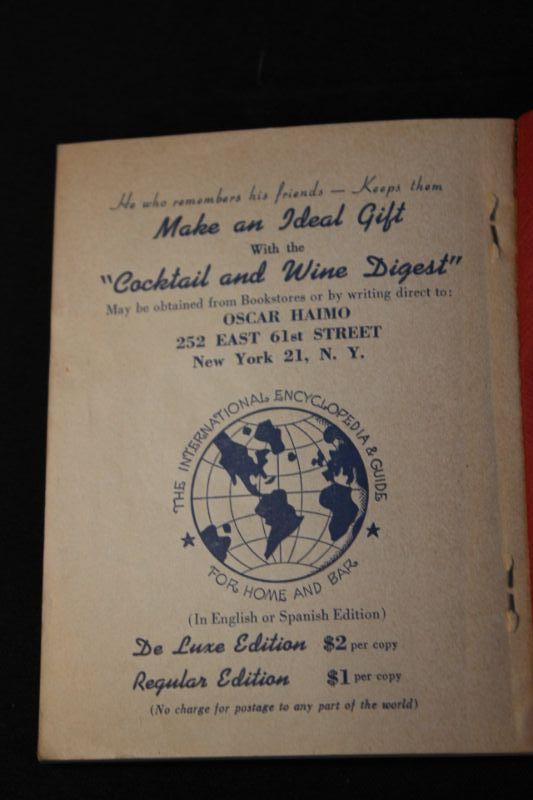 He who remembers his friends — Keeps them
Make an Ideal Gift
With the
"Cocktail and Wine Digest"
May be obtained from Bookstores or by writing direct to:
OSCAR HAIMO
252 EAST 61st STREET
New York 21, N. Y.
THE INTERNATIONAL ENCYCLOPEDIA & GUIDE
FOR HOME AND BAR
(In English or Spanish Edition)
De Luxe Edition $2 per copy
Regular Edition $1 per copy
(No charge for postage to any part of the world)